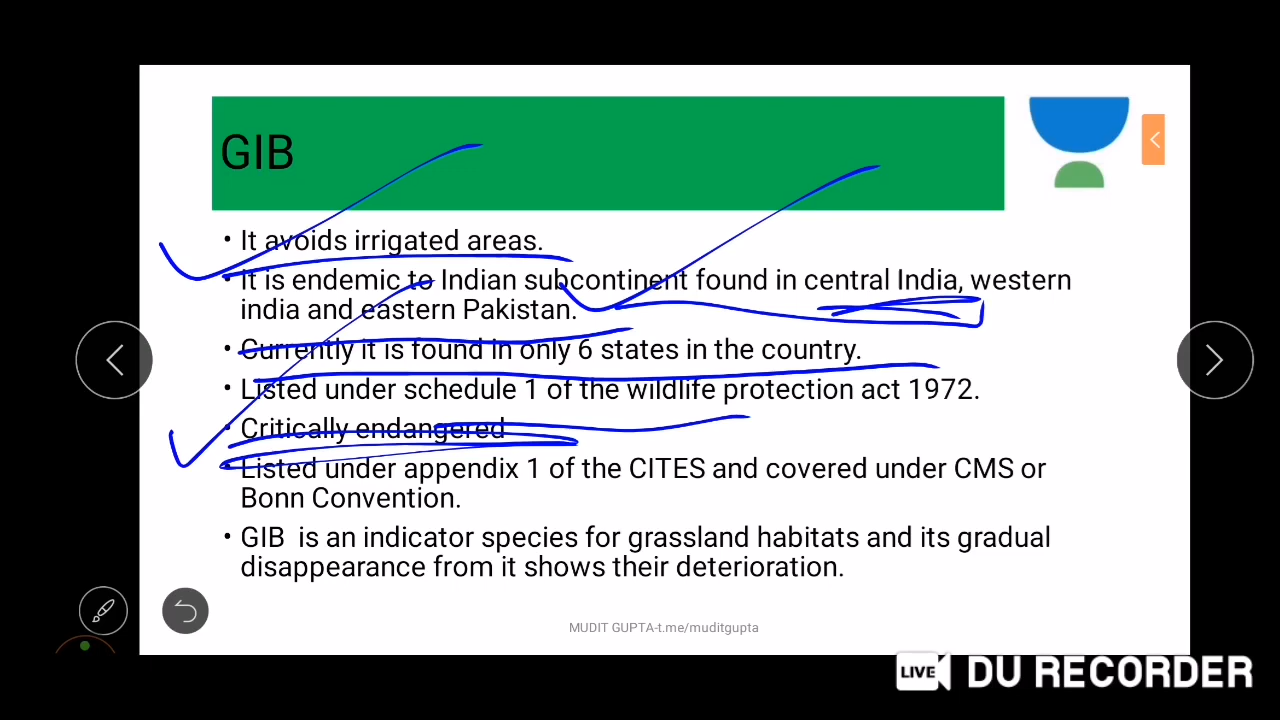 GIB
• It avoids irrigated areas.
• It is endemic to Indian subcontinent found in central India, western
india and eastern Pakistan.
• Currently it is found in only 6 states in the country.
• Listed under schedule 1 of the wildlife protection act 1972.
• Critically endangered
• Listed under appendix 1 of the CITES and covered under CMS or
Bonn Convention.
• GIB is an indicator species for grassland habitats and its gradual
disappearance from it shows their deterioration.
MUDIT GUPTA-t.me/muditgupta
LIVE DU RECORDER